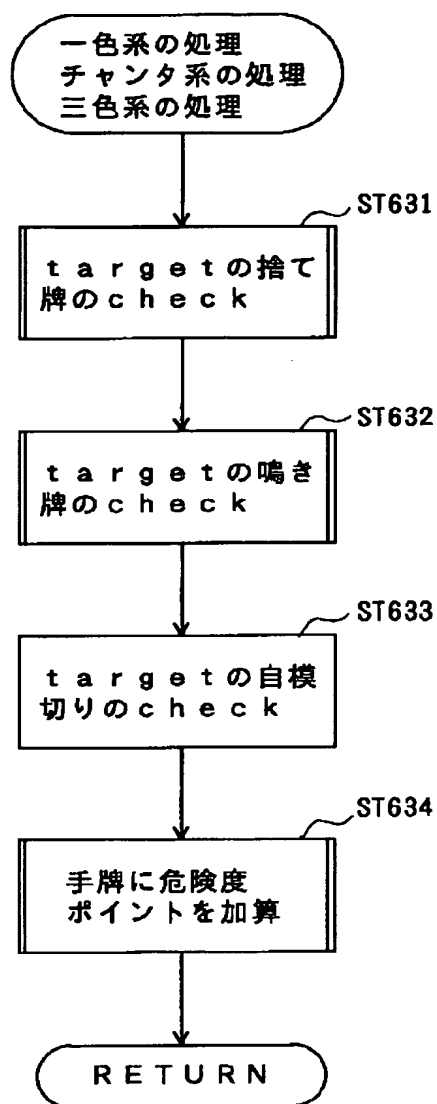 一色系の処理
チャンタ系の処理
三色系の処理
ST631
ｔａｒｇｅｔの捨て
牌のｃｈｅｃｋ
ST632
ｔａｒｇｅｔの鳴き
牌のｃｈｅｃｋ
ST633
ｔａｒｇｅｔの自模
切りのｃｈｅｃｋ
ST634
手牌に危険度
ポイントを加算
ＲＥＴＵＲＮ